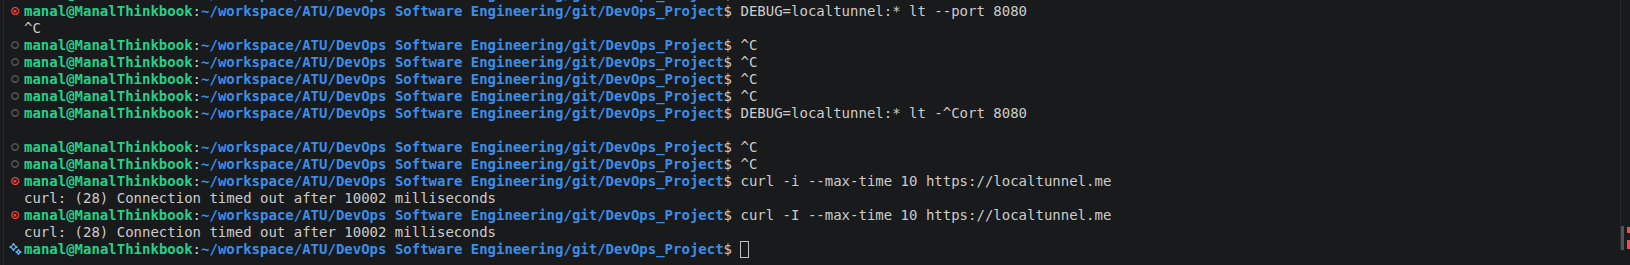 manal@ManalThinkbook:~/workspace/ATU/DevOps Software Engineering/git/DevOps_Project$ DEBUG=localtunnel:* lt --port 8080
^C
manal@ManalThinkbook:~/workspace/ATU/DevOps Software Engineering/git/DevOps_Project$ ^C
manal@ManalThinkbook:~/workspace/ATU/DevOps Software Engineering/git/DevOps_Project$ ^C
manal@ManalThinkbook:~/workspace/ATU/DevOps Software Engineering/git/DevOps_Project$ ^C
manal@ManalThinkbook:~/workspace/ATU/DevOps Software Engineering/git/DevOps_Project$ ^C
manal@ManalThinkbook:~/workspace/ATU/DevOps Software Engineering/git/DevOps_Project$ DEBUG=localtunnel:* lt -^Cort 8080
manal@ManalThinkbook:~/workspace/ATU/DevOps Software Engineering/git/DevOps_Project$ ^C
manal@ManalThinkbook:~/workspace/ATU/DevOps Software Engineering/git/DevOps_Project$ ^C
manal@ManalThinkbook:~/workspace/ATU/DevOps Software Engineering/git/DevOps_Project$ curl -i --max-time 10 https://localtunnel.me
curl: (28) Connection timed out after 10002 milliseconds
manal@ManalThinkbook:~/workspace/ATU/DevOps Software Engineering/git/DevOps_Project$ curl -I --max-time 10 https://localtunnel.me
curl: (28) Connection timed out after 10002 milliseconds
manal@ManalThinkbook:~/workspace/ATU/DevOps Software Engineering/git/DevOps_Project$